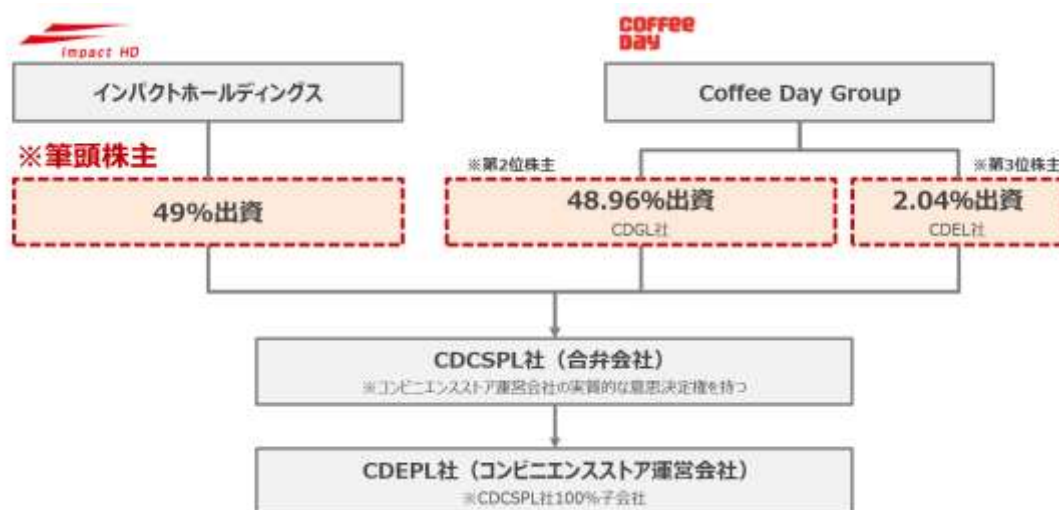 Impact HD
COFFEE
DAY
インパクトホールディングス
Coffee Day Group
※筆頭株主
※第2位株主
※第3位株主
49%出資
48.96%出資
CDGL社
2.04%出資
CDEL社
CDCSPL社（合弁会社）
※コンビニエンスストア運営会社の実質的な意思決定権を持つ
CDEPL社（コンビニエンスストア運営会社）
※CDCSPL社100%子会社